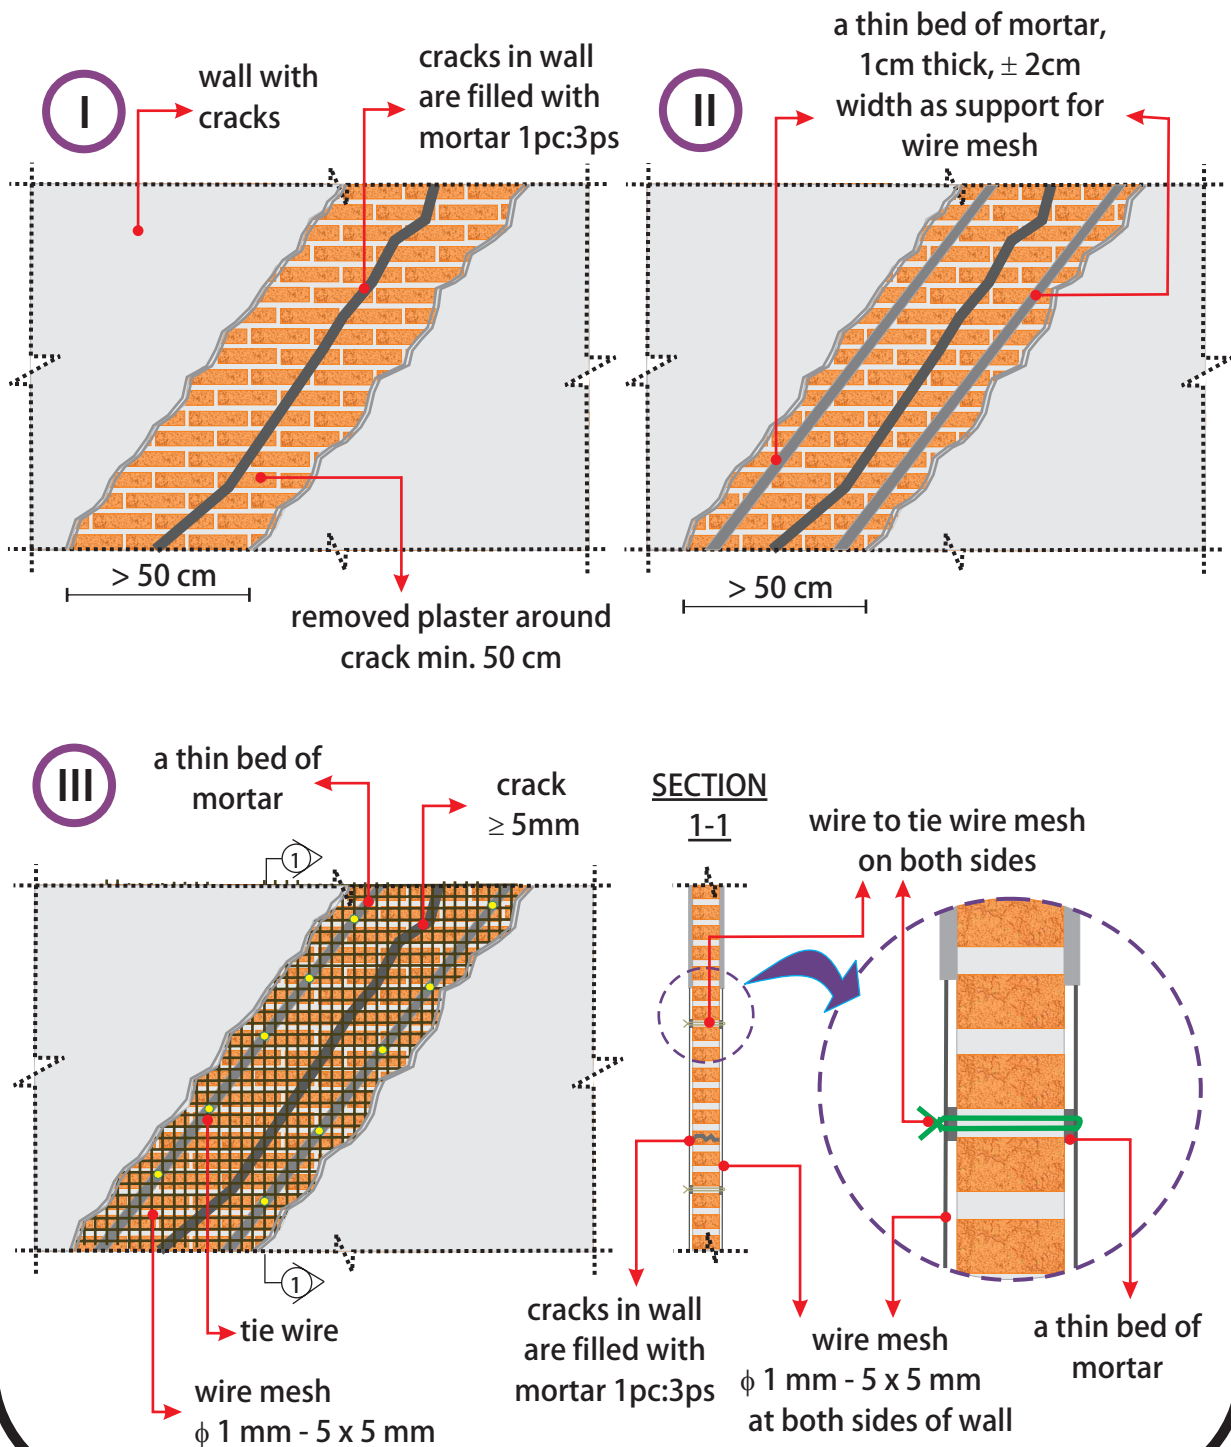 I
wall with
cracks
cracks in wall
are filled with
mortar 1pc:3ps
> 50 cm
removed plaster around
crack min. 50 cm
II
a thin bed of mortar,
1cm thick, ± 2cm
width as support for
wire mesh
> 50 cm
III
a thin bed of
mortar
crack
≥ 5mm
1
1
tie wire
wire mesh
ϕ 1 mm - 5 x 5 mm
SECTION
1-1
wire to tie wire mesh
on both sides
cracks in wall
are filled with
mortar 1pc:3ps
wire mesh
ϕ 1 mm - 5 x 5 mm
at both sides of wall
a thin bed of
mortar